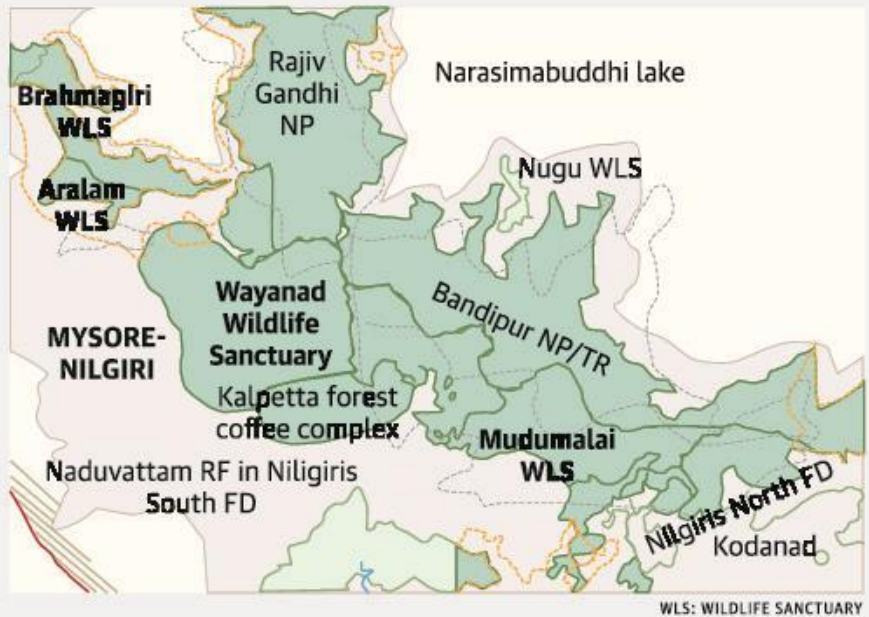 Rajiv
Gandhi
NP
Narasimabuddhi lake
Brahmagiri
WLS
Nugu WLS
Aralam
WLS
Wayanad
Wildlife
Sanctuary
Bandipur NP/TR
MYSORE-
NILGIRI
Kalpetta forest
coffee complex
Mudumalai
WLS
Naduvattam RF in Niligiris
South FD
Nilgiris North FD
Kodanad
WLS: WILDLIFE SANCTUARY